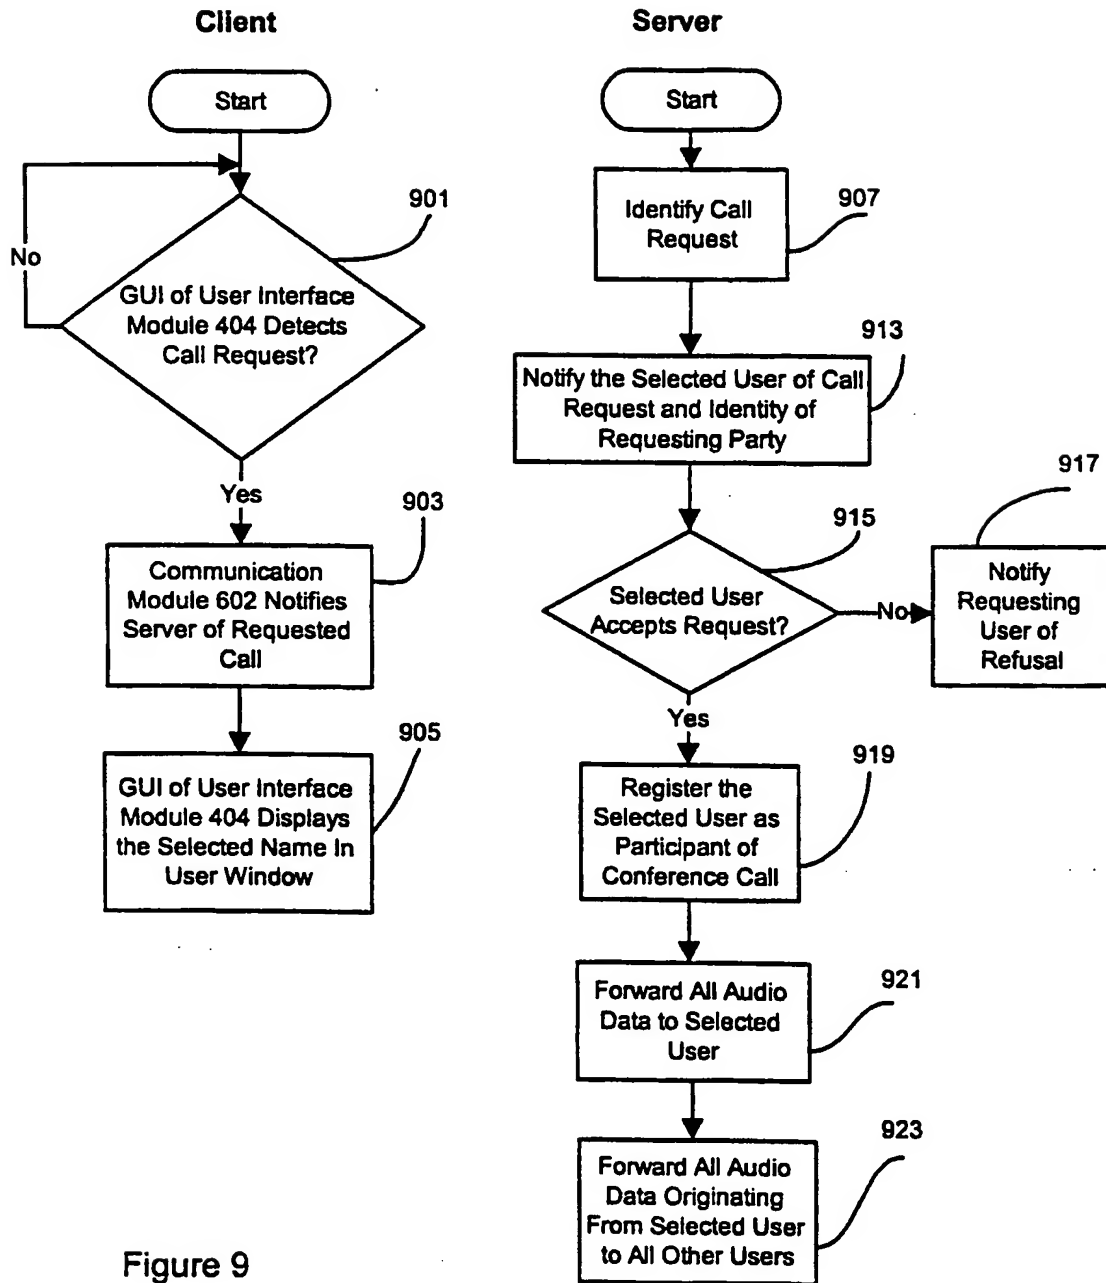 Client
Start
901
No
GUI of User Interface
Module 404 Detects
Call Request?
Yes
903
Communication
Module 602 Notifies
Server of Requested
Call
905
GUI of User Interface
Module 404 Displays
the Selected Name In
User Window
Server
Start
907
Identify Call
Request
913
Notify the Selected User of Call
Request and Identity of
Requesting Party
915
Selected User
Accepts Request?
No
917
Notify
Requesting
User of
Refusal
Yes
919
Register the
Selected User as
Participant of
Conference Call
921
Forward All Audio
Data to Selected
User
923
Forward All Audio
Data Originating
From Selected User
to All Other Users
Figure 9